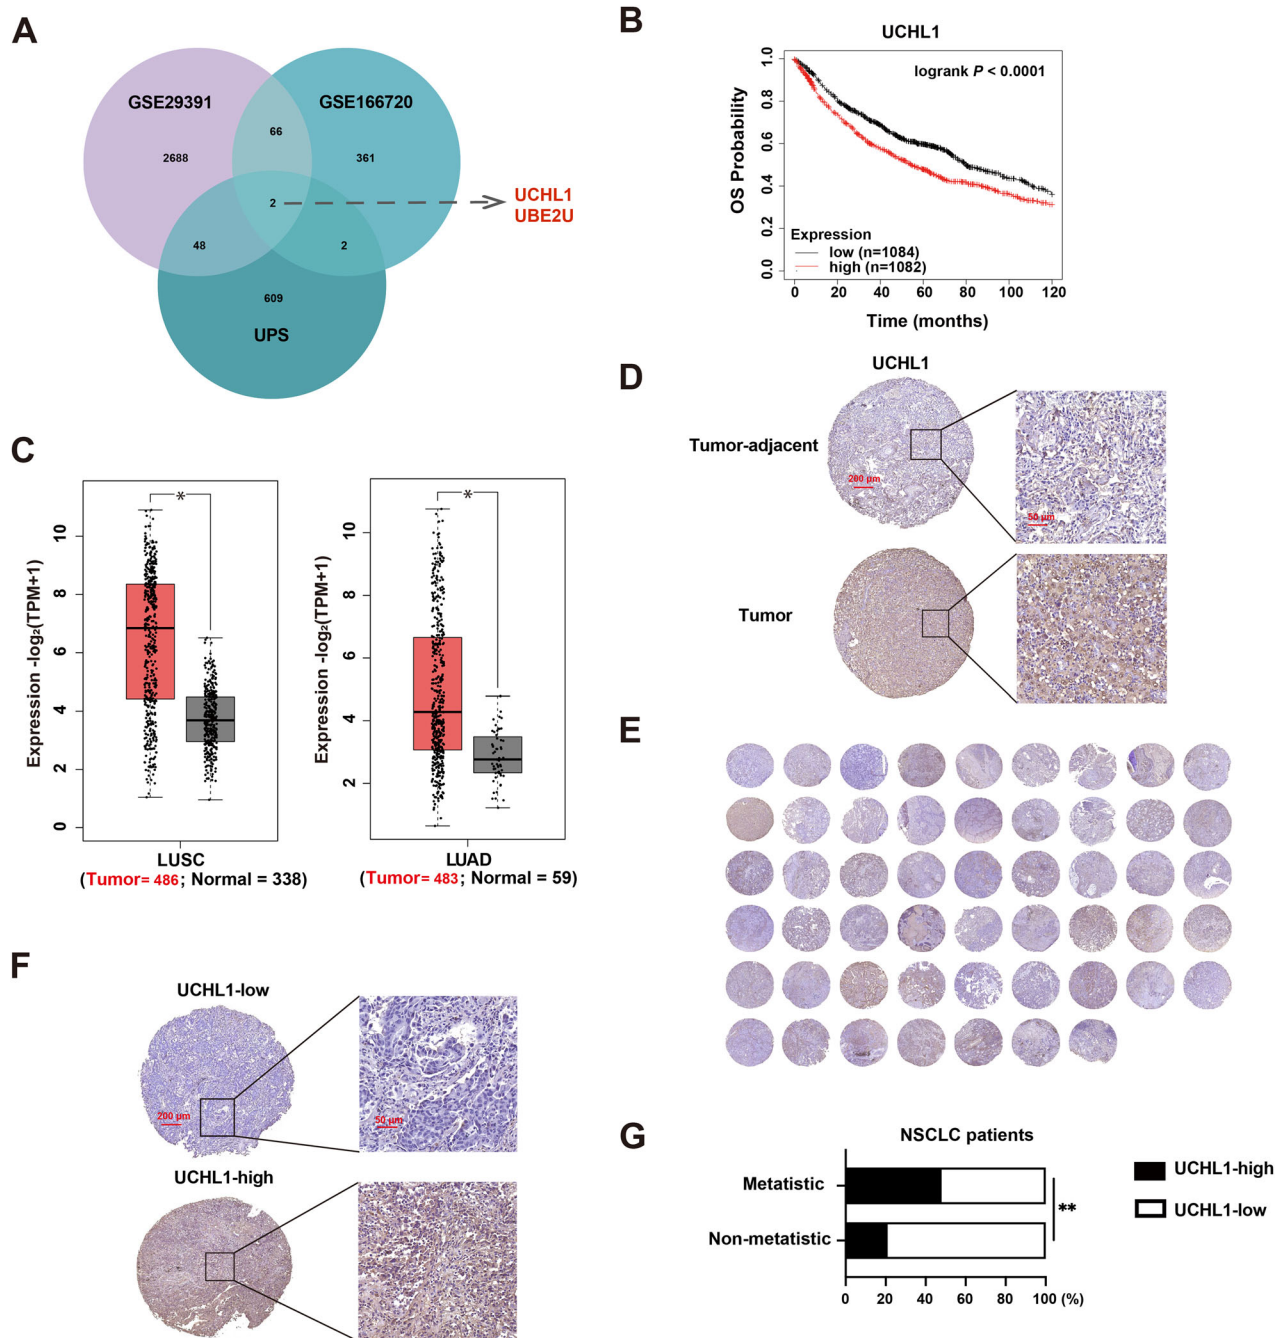 A
GSE29391
GSE166720
66
2688
361
2
UCHL1
UBE2U
48
2
609
UPS
B
UCHL1
logrank P < 0.0001
OS Probability
1.0
0.8
0.6
0.4
0.2
0.0
Expression
low (n=1084)
high (n=1082)
0 20 40 60 80 100 120
Time (months)
C
Expression -log₂(TPM+1)
10
8
6
4
2
0
*
LUSC
(Tumor= 486; Normal = 338)
Expression -log₂(TPM+1)
10
8
6
4
2
*
LUAD
(Tumor= 483; Normal = 59)
D
UCHL1
Tumor-adjacent
200 μm
50 μm
Tumor
E
F
UCHL1-low
200 μm
50 μm
UCHL1-high
G
NSCLC patients
Metatistic
Non-metatistic
**
UCHL1-high
UCHL1-low
0 20 40 60 80 100 (%)